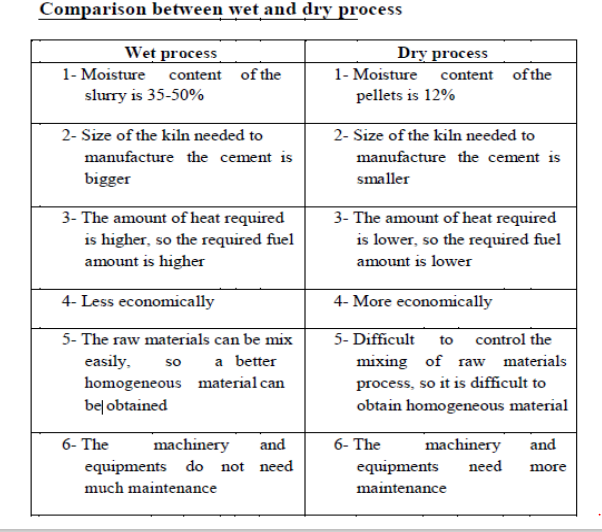 Comparison between wet and dry process
Wet process
Dry process
1- Moisture content of the
slurry is 35-50%
1- Moisture content of the
pellets is 12%
2- Size of the kiln needed to
manufacture the cement is
bigger
2- Size of the kiln needed to
manufacture the cement is
smaller
3- The amount of heat required
is higher, so the required fuel
amount is higher
3- The amount of heat required
is lower, so the required fuel
amount is lower
4- Less economically
4- More economically
5- The raw materials can be mix
easily, so a better
homogeneous material can
be obtained
5- Difficult to control the
mixing of raw materials
process, so it is difficult to
obtain homogeneous material
6- The machinery and
equipments do not need
much maintenance
6- The machinery and
equipments need more
maintenance